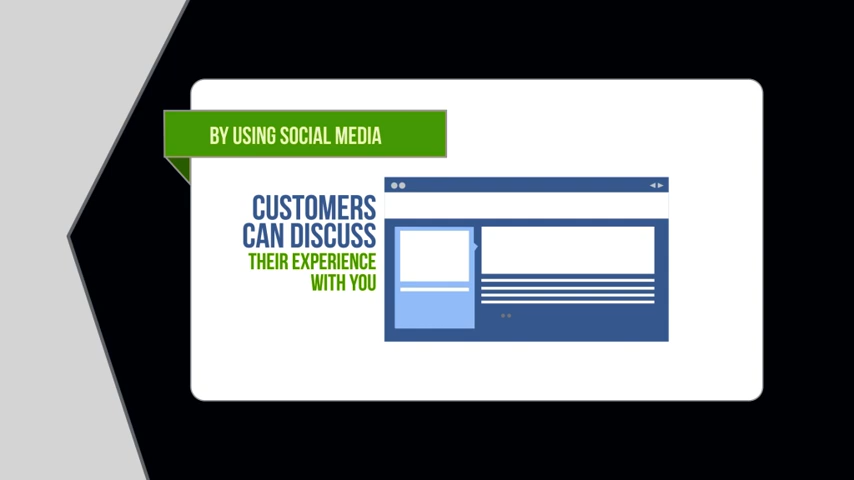 BY USING SOCIAL MEDIA
CUSTOMERS
CAN DISCUSS
THEIR EXPERIENCE
WITH YOU